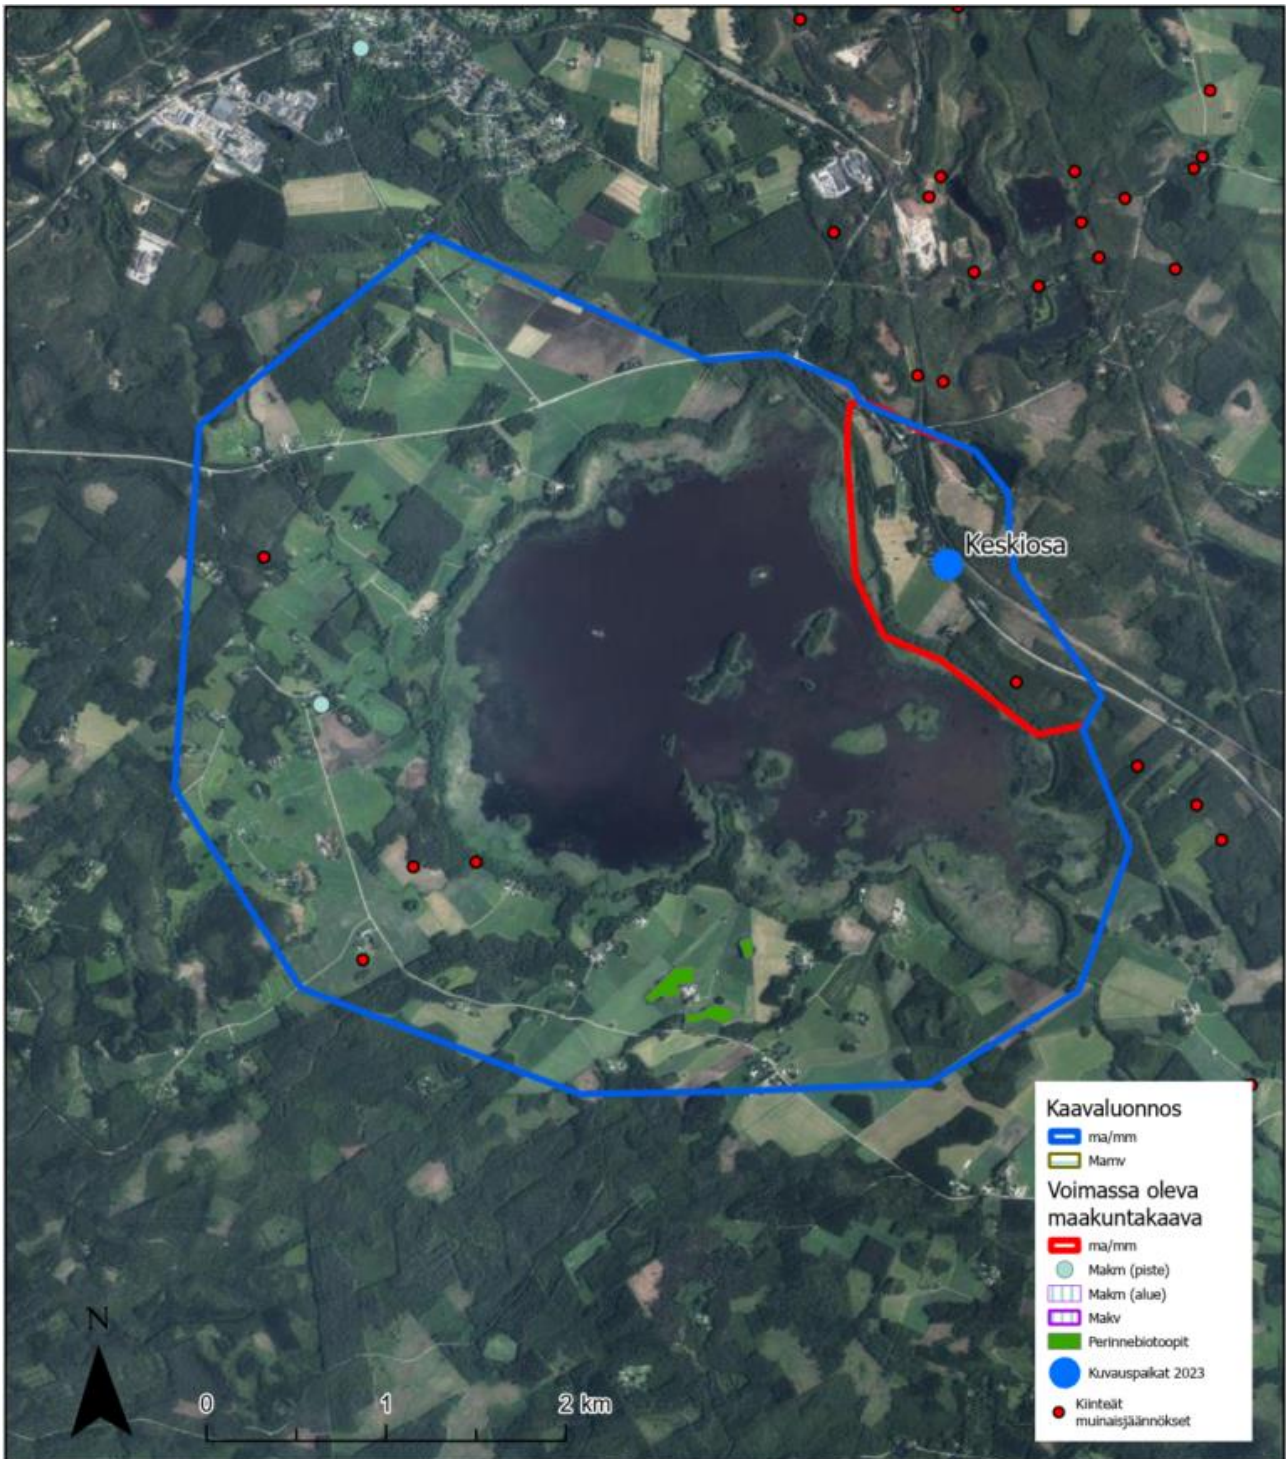 Keskiosa
Kaavaluonnos
ma/mm
Mamv
Voimassa oleva
maakuntakaava
ma/mm
Makm (piste)
Makm (alue)
Makv
Perinnebiotoopit
Kuvauspaikat 2023
Kiinteät
muinaisjäännökset
N
0 1 2 km